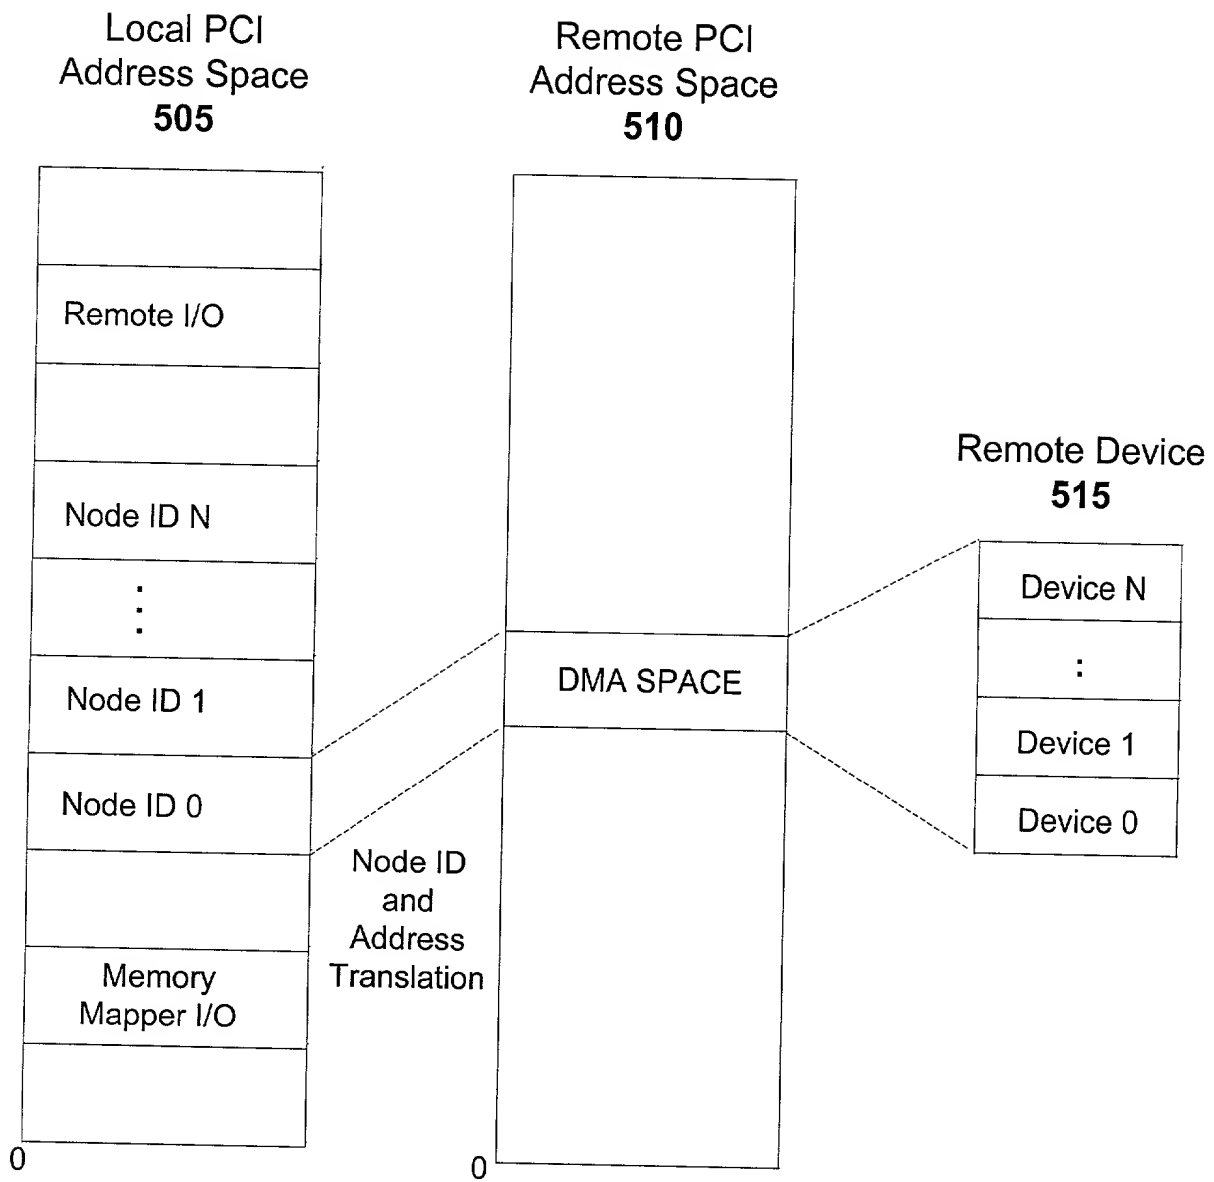 Local PCI
Address Space
505
Remote I/O
Node ID N
⋮
Node ID 1
Node ID 0
Memory
Mapper I/O
0
Node ID
and
Address
Translation
Remote PCI
Address Space
510
DMA SPACE
0
Remote Device
515
Device N
:
Device 1
Device 0